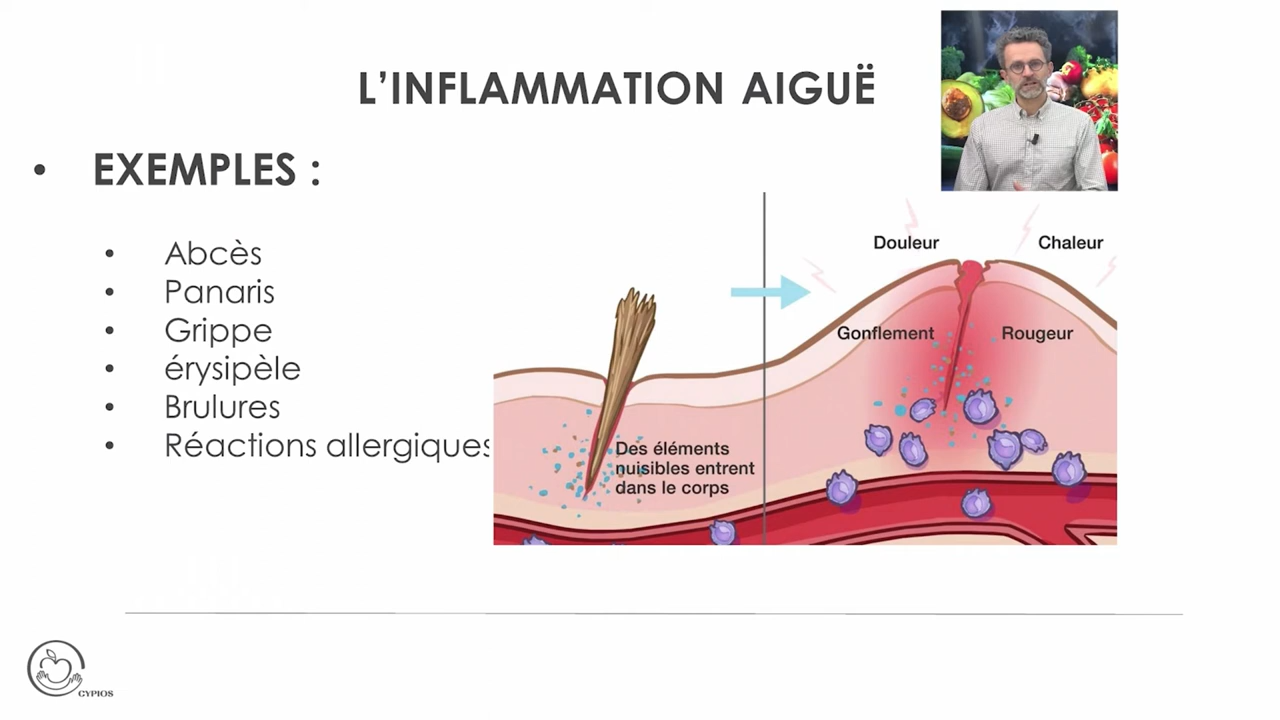 L'INFLAMMATION AIGUË
• EXEMPLES :
• Abcès
• Panaris
• Grippe
• érysipèle
• Brulures
• Réactions allergiques
Douleur
Chaleur
Gonflement
Rougeur
Des éléments
nuisibles entrent
dans le corps
CYPIOS